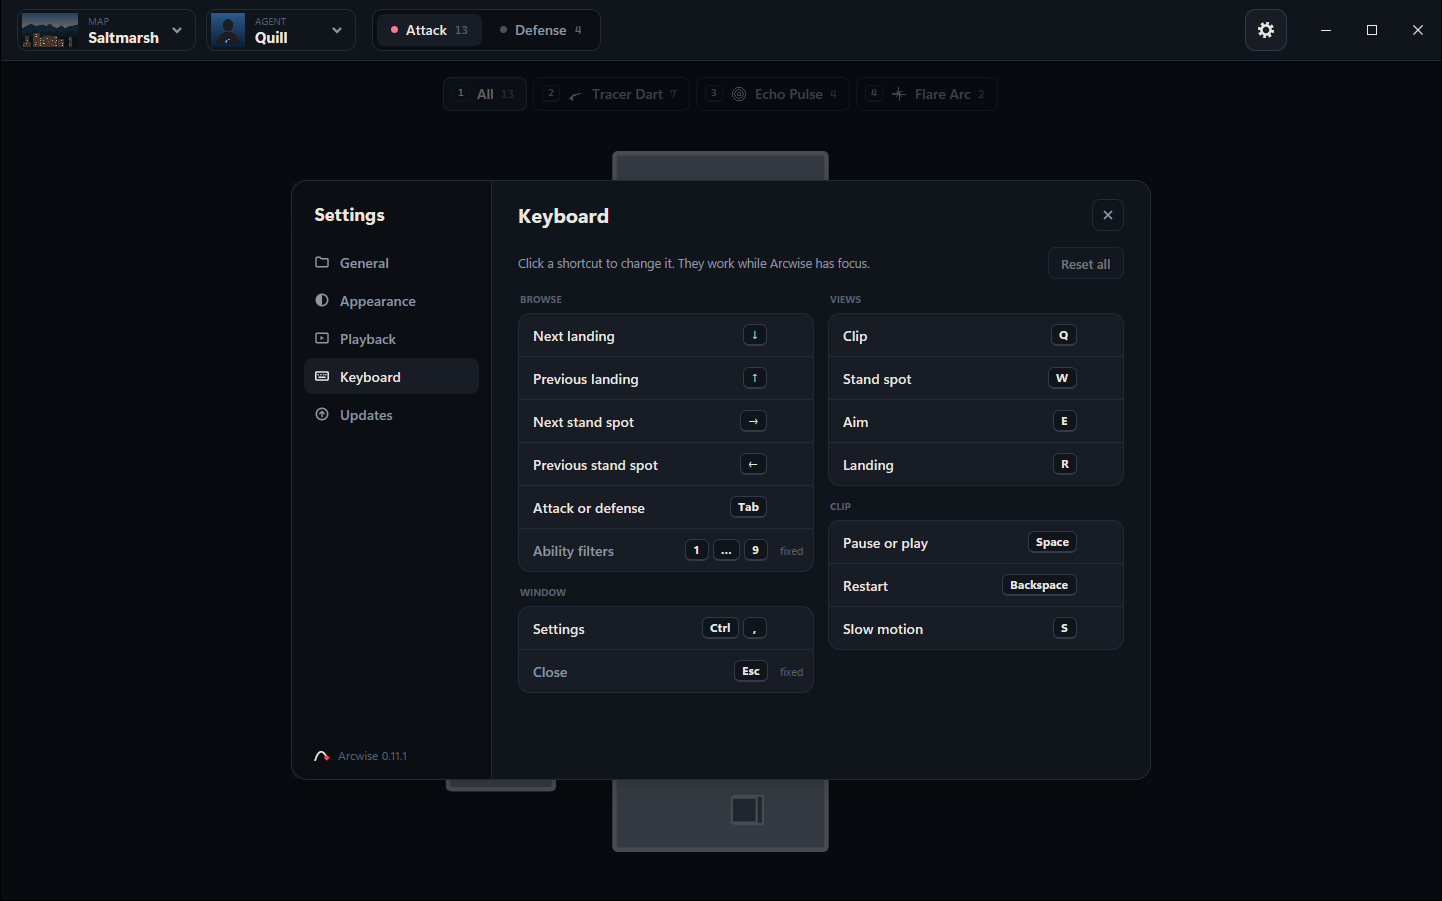 MAP
Saltmarsh
AGENT
Quill
Attack 13
Defense 4
1 All 13
2 Tracer Dart 7
3 Echo Pulse 4
4 Flare Arc 2
Settings
General
Appearance
Playback
Keyboard
Updates
Arcwise 0.11.1
Keyboard
Click a shortcut to change it. They work while Arcwise has focus.
Reset all
BROWSE
Next landing ↓
Previous landing ↑
Next stand spot →
Previous stand spot ←
Attack or defense Tab
Ability filters 1 ... 9 fixed
WINDOW
Settings Ctrl ,
Close Esc fixed
VIEWS
Clip Q
Stand spot W
Aim E
Landing R
CLIP
Pause or play Space
Restart Backspace
Slow motion S